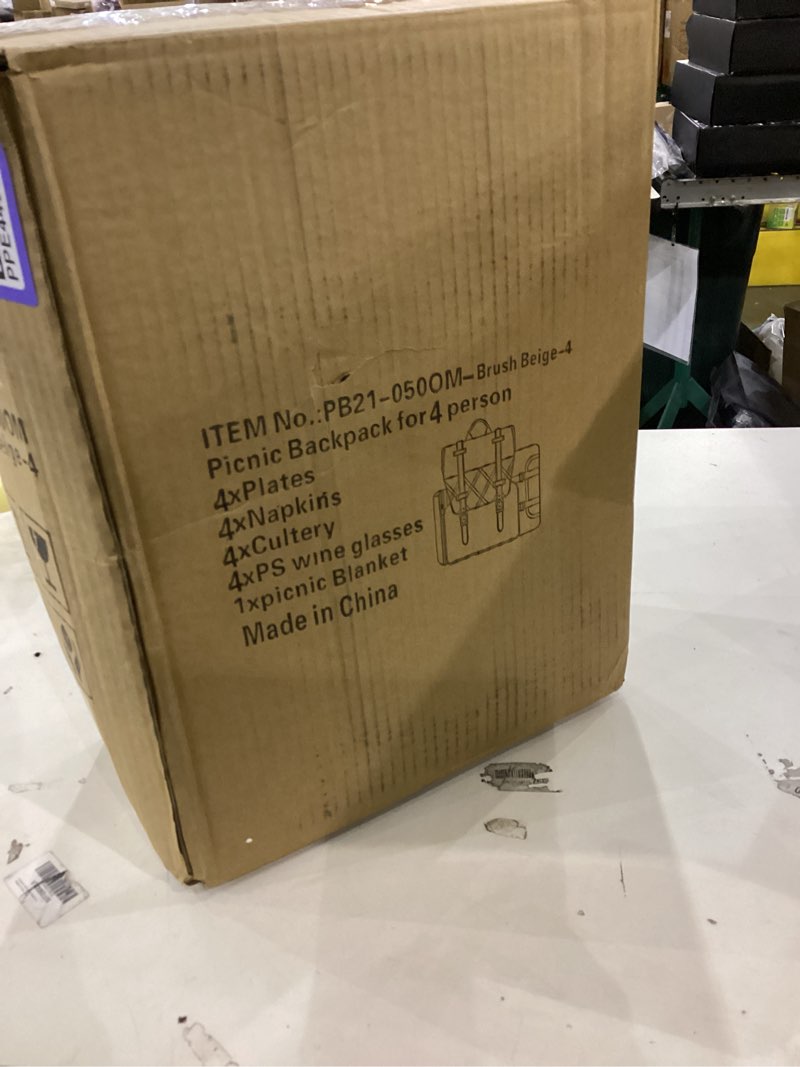 ITEM No.:PB21-050OM-Brush Beige-4
Picnic Backpack for 4 person
4xPlates
4xNapkins
4xCultery
4xPS wine glasses
1xpicnic Blanket
Made in China